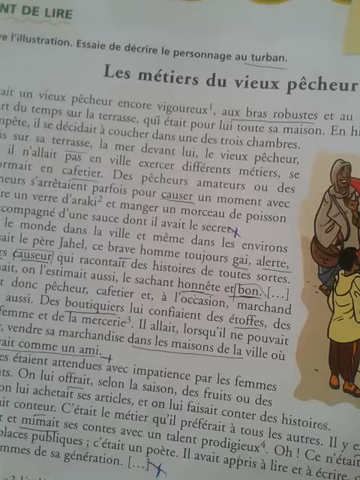 NT DE LIRE
e l'illustration. Essaie de décrire le personnage au turban.
Les métiers du vieux pêcheur
ait un vieux pêcheur encore vigoureux¹, aux bras robustes et au
rt du temps sur la terrasse, qui était pour lui toute sa maison. En
mpête, il se décidait à coucher dans une des trois chambres.
is sur sa terrasse, la mer devant lui, le vieux pêcheur,
il n'allait pas en ville exercer différents métiers, se
ormait en cafetier. Des pêcheurs amateurs ou des
heurs s'arrêtaient parfois pour causer un moment avec
re un verre d'araki² et manger un morceau de poisson
ccompagné d'une sauce dont il avait le secret
le monde dans la ville et même dans les environs
ait le père Jahel, ce brave homme toujours gai, alerte,
rs causeur qui racontait des histoires de toutes sortes.
ait, on l'estimait aussi, le sachant honnête et bon. [...]
t donc pêcheur, cafetier et, à l'occasion, marchand
aussi. Des boutiquiers lui confiaient des étoffes, des
femme et de la mercerie³. Il allait, lorsqu'il ne pouvait
, vendre sa marchandise dans les maisons de la ville où
vait comme un ami.
es étaient attendues avec impatience par les femmes
nts. On lui offrait, selon la saison, des fruits ou des
on lui achetait ses articles, et on lui faisait conter des histoires.
ait conteur. C'était le métier qu'il préférait à tous les autres. Il y
t et mimait ses contes avec un talent prodigieux⁴. Oh ! Ce n'était
places publiques ; c'était un poète. Il avait appris à lire et à écrire,
mmes de sa génération. [...]